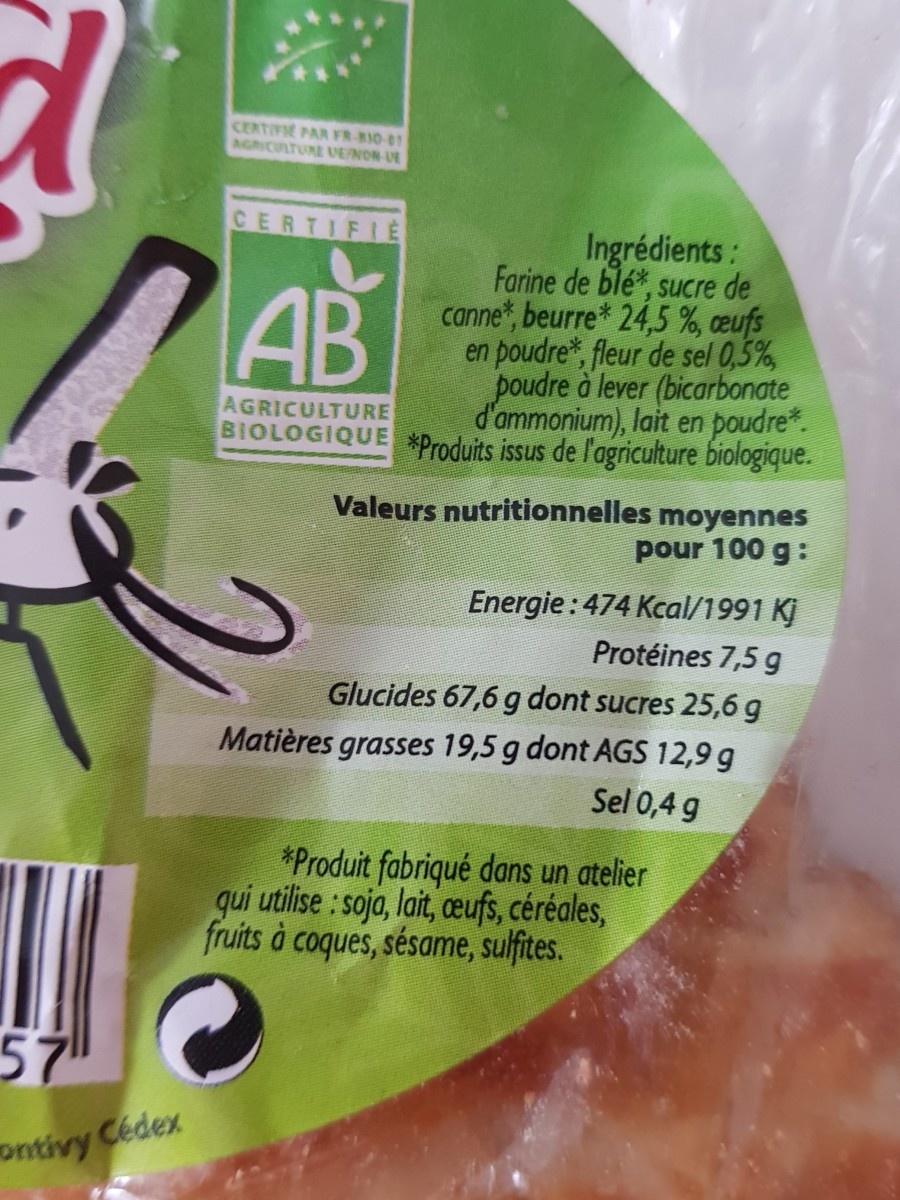 d
CERTIFIÉ PAR FR-BIO-01
AGRICULTURE UE/NON-UE
CERTIFIÉ
AB
AGRICULTURE
BIOLOGIQUE
Ingrédients :
Farine de blé*, sucre de
canne*, beurre* 24,5 %, œufs
en poudre*, fleur de sel 0,5%,
poudre à lever (bicarbonate
d'ammonium), lait en poudre*.
*Produits issus de l'agriculture biologique.
Valeurs nutritionnelles moyennes
pour 100 g :
Energie : 474 Kcal/1991 Kj
Protéines 7,5 g
Glucides 67,6 g dont sucres 25,6 g
Matières grasses 19,5 g dont AGS 12,9 g
Sel 0,4 g
*Produit fabriqué dans un atelier
qui utilise : soja, lait, œufs, céréales,
fruits à coques, sésame, sulfites.
57
ontivy Cédex